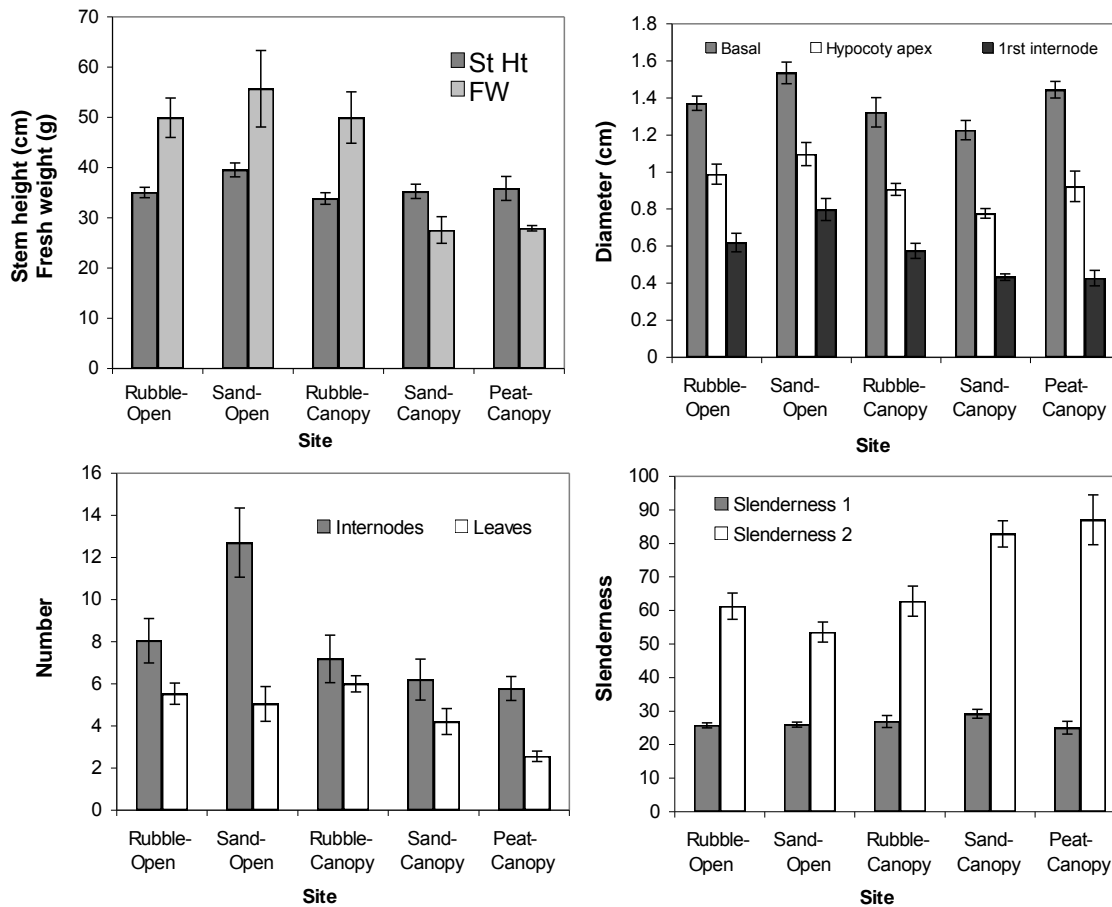 70
60
50
40
30
20
10
0
Stem height (cm)
Fresh weight (g)
St Ht
FW
Rubble-
Open
Sand-
Open
Rubble-
Canopy
Sand-
Canopy
Peat-
Canopy
Site
1.8
1.6
1.4
1.2
1
0.8
0.6
0.4
0.2
0
Diameter (cm)
Basal Hypocoty apex 1rst internode
Rubble-
Open
Sand-
Open
Rubble-
Canopy
Sand-
Canopy
Peat-
Canopy
Site
16
14
12
10
8
6
4
2
0
Number
Internodes Leaves
Rubble-
Open
Sand-
Open
Rubble-
Canopy
Sand-
Canopy
Peat-
Canopy
Site
100
90
80
70
60
50
40
30
20
10
0
Slenderness
Slenderness 1
Slenderness 2
Rubble-
Open
Sand-
Open
Rubble-
Canopy
Sand-
Canopy
Peat-
Canopy
Site